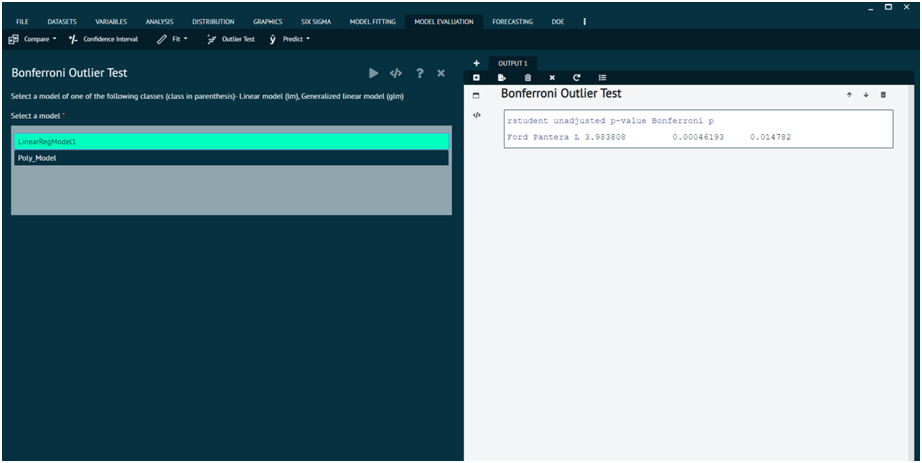 FILE DATASETS VARIABLES ANALYSIS DISTRIBUTION GRAPHICS SIX SIGMA MODEL FITTING MODEL EVALUATION FORECASTING DOE
Compare Confidence Interval Fit Outlier Test ŷ Predict
Bonferroni Outlier Test
Select a model of one of the following classes (class in parenthesis)- Linear model (lm), Generalized linear model (glm)
Select a model *
LinearRegModel1
Poly_Model
OUTPUT 1
Bonferroni Outlier Test
rstudent unadjusted p-value Bonferroni p
Ford Pantera L 3.983808 0.00046193 0.014782